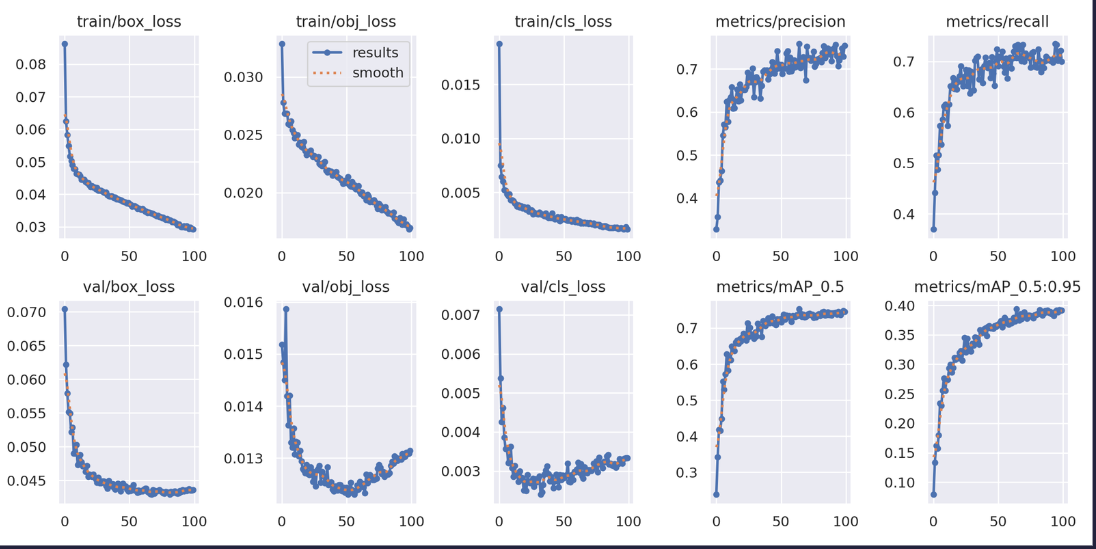 train/box_loss
train/obj_loss
train/cls_loss
metrics/precision
metrics/recall
0.08
0.07
0.06
0.05
0.04
0.03
0 50 100
0.030
0.025
0.020
results
smooth
0 50 100
0.015
0.010
0.005
0 50 100
0.7
0.6
0.5
0.4
0 50 100
0.7
0.6
0.5
0.4
0 50 100
val/box_loss
val/obj_loss
val/cls_loss
metrics/mAP_0.5
metrics/mAP_0.5:0.95
0.070
0.065
0.060
0.055
0.050
0.045
0 50 100
0.016
0.015
0.014
0.013
0 50 100
0.007
0.006
0.005
0.004
0.003
0 50 100
0.7
0.6
0.5
0.4
0.3
0 50 100
0.40
0.35
0.30
0.25
0.20
0.15
0.10
0 50 100